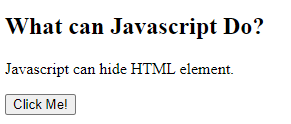 What can Javascript Do?
Javascript can hide HTML element.
Click Me!